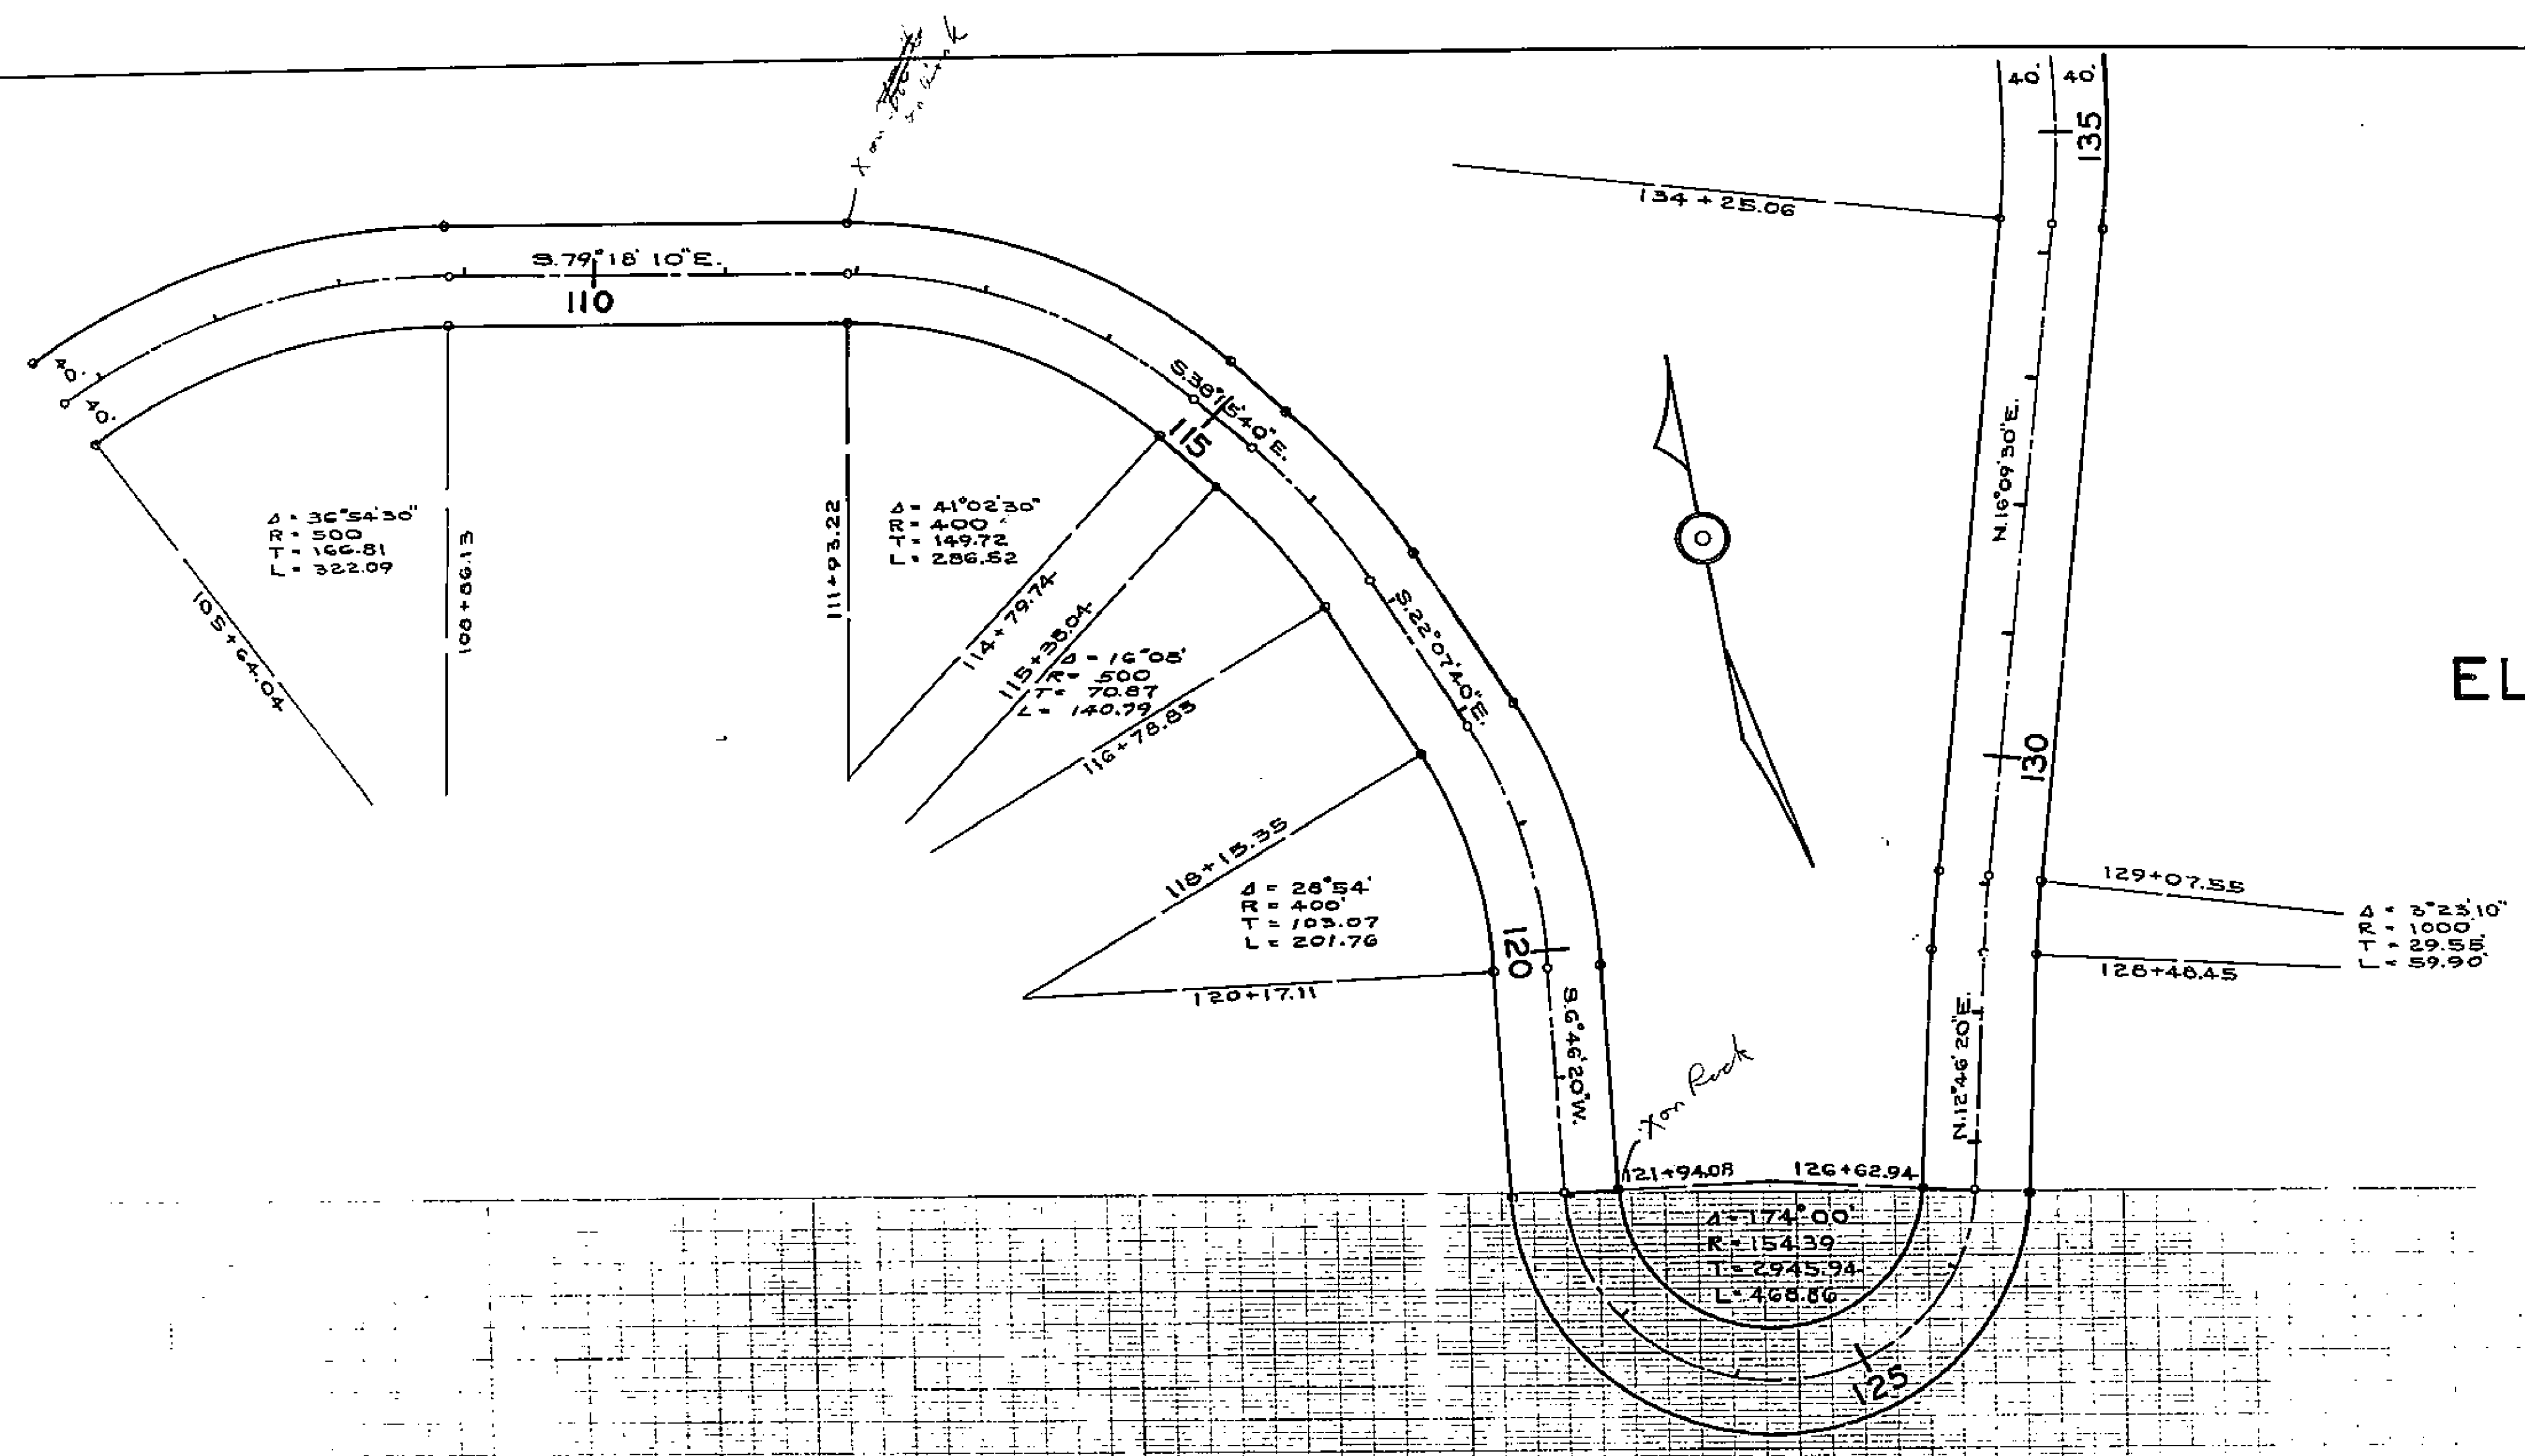 40' 40'
135
134 + 25.06
S.79°18'10"E.
110
40'
40'
Δ = 36°54'30"
R = 500
T = 166.81
L = 322.09
105+64.04
108+86.13
111+93.22
Δ = 41°02'30"
R = 400
T = 149.72
L = 286.52
S.38°15'40"E.
115
114+79.74
115+38.04
Δ = 16°08'
R = 500
T = 70.87
L = 140.79
116+78.83
S.22°07'40"E.
N.16°09'30"E.
EL
130
118+15.35
Δ = 28°54'
R = 400'
T = 103.07
L = 201.76
120
120+17.11
S.6°46'20"W.
129+07.55
Δ = 3°23'10"
R = 1000'
T = 29.55'
L = 59.90'
128+48.45
N.12°46'20"E.
X on Rock
121+94.08
126+62.94
Δ = 174°00'
R = 154.39
T = 2945.94
L = 468.86
125